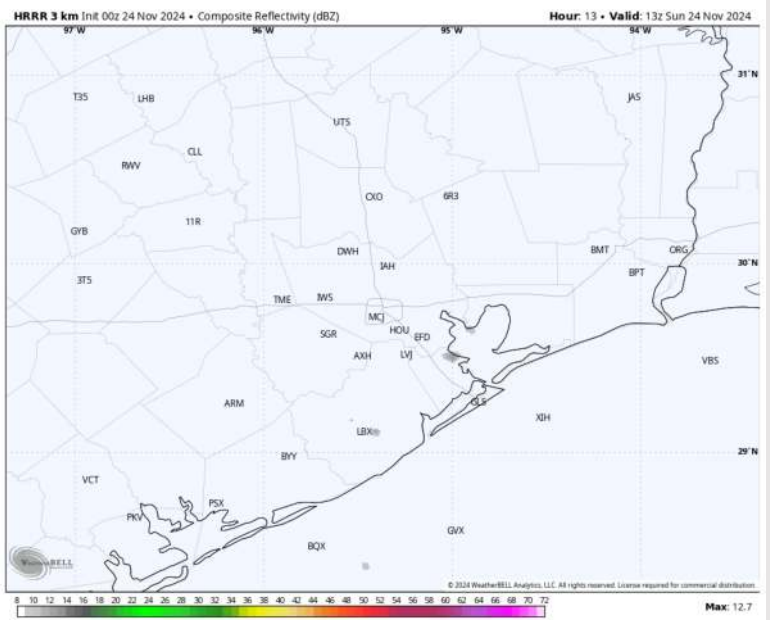 HRRR 3 km Init 00z 24 Nov 2024 • Composite Reflectivity (dBZ)
Hour: 13 • Valid: 13z Sun 24 Nov 2024
97°W 96°W 95°W 94°W
31°N
T35 LHB JAS
UTS
CLL
RWV
CXO 6R3
11R
GYB
DWH BMT ORG
30°N
IAH
BPT
3T5
TME IWS
MCJ
SGR HOU EFD
AXH LVJ VBS
ARM GLS
XIH
LBX
29°N
BYY
VCT
PSX
PKV
GVX
BQX
WeatherBELL
© 2024 WeatherBELL Analytics, LLC. All rights reserved. License required for commercial distribution.
8 10 12 14 16 18 20 22 24 26 28 30 32 34 36 38 40 42 44 46 48 50 52 54 56 58 60 62 64 66 68 70 72
Max: 12.7